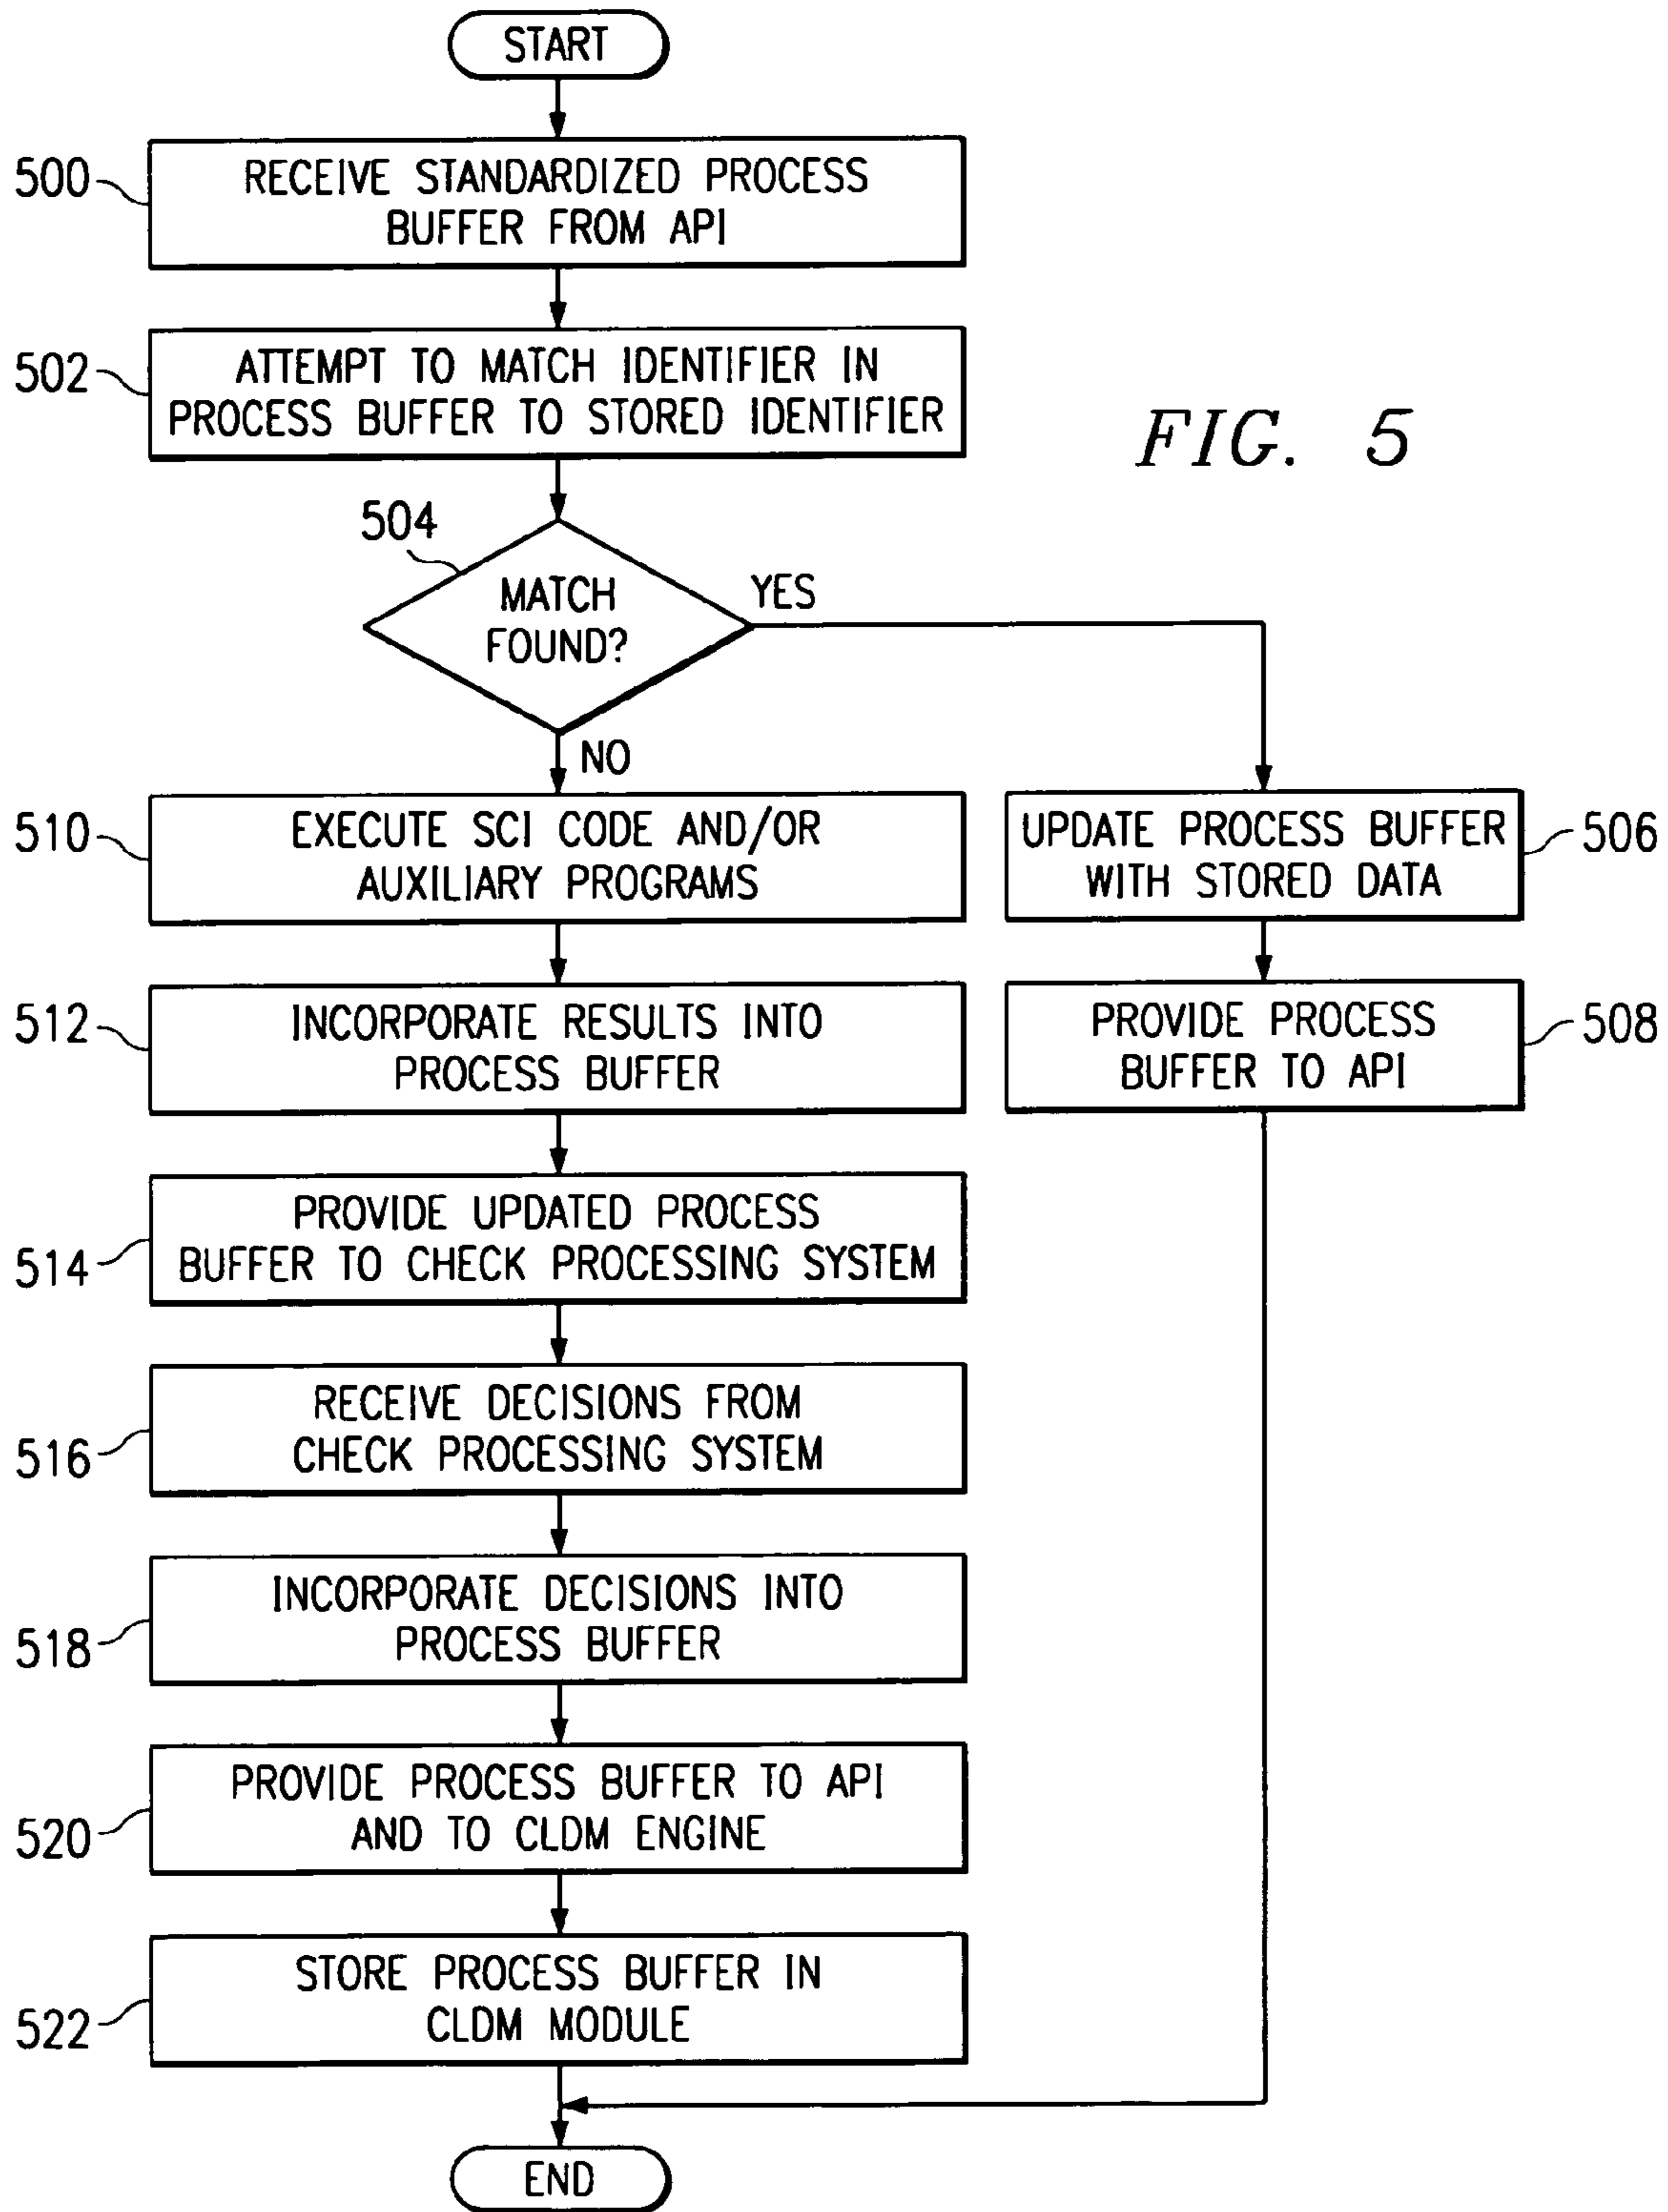 START
500
RECEIVE STANDARDIZED PROCESS
BUFFER FROM API
502
ATTEMPT TO MATCH IDENTIFIER IN
PROCESS BUFFER TO STORED IDENTIFIER
FIG. 5
504
MATCH
FOUND?
YES
NO
510
EXECUTE SCI CODE AND/OR
AUXILIARY PROGRAMS
UPDATE PROCESS BUFFER
WITH STORED DATA
506
512
INCORPORATE RESULTS INTO
PROCESS BUFFER
PROVIDE PROCESS
BUFFER TO API
508
514
PROVIDE UPDATED PROCESS
BUFFER TO CHECK PROCESSING SYSTEM
516
RECEIVE DECISIONS FROM
CHECK PROCESSING SYSTEM
518
INCORPORATE DECISIONS INTO
PROCESS BUFFER
520
PROVIDE PROCESS BUFFER TO API
AND TO CLDM ENGINE
522
STORE PROCESS BUFFER IN
CLDM MODULE
END